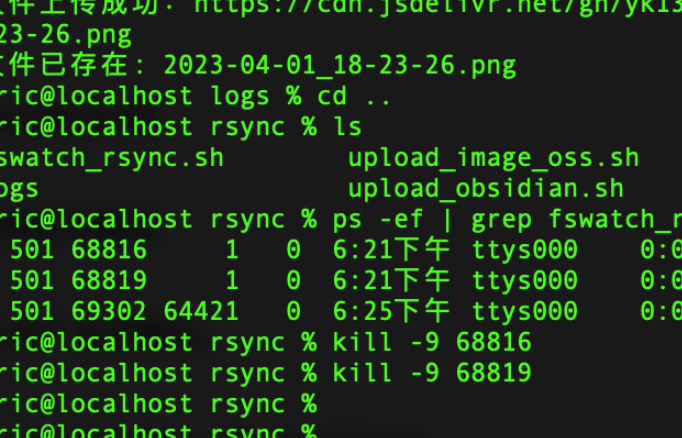 文件上传成功：https://cdn.jsdelivr.net/gh/yk13
23-26.png
文件已存在：2023-04-01_18-23-26.png
ric@localhost logs % cd ..
ric@localhost rsync % ls
swatch_rsync.sh upload_image_oss.sh
ogs upload_obsidian.sh
ric@localhost rsync % ps -ef | grep fswatch_r
501 68816 1 0 6:21下午 ttys000 0:0
501 68819 1 0 6:21下午 ttys000 0:0
501 69302 64421 0 6:25下午 ttys000 0:0
ric@localhost rsync % kill -9 68816
ric@localhost rsync % kill -9 68819
ric@localhost rsync %
ric@localhost rsync %